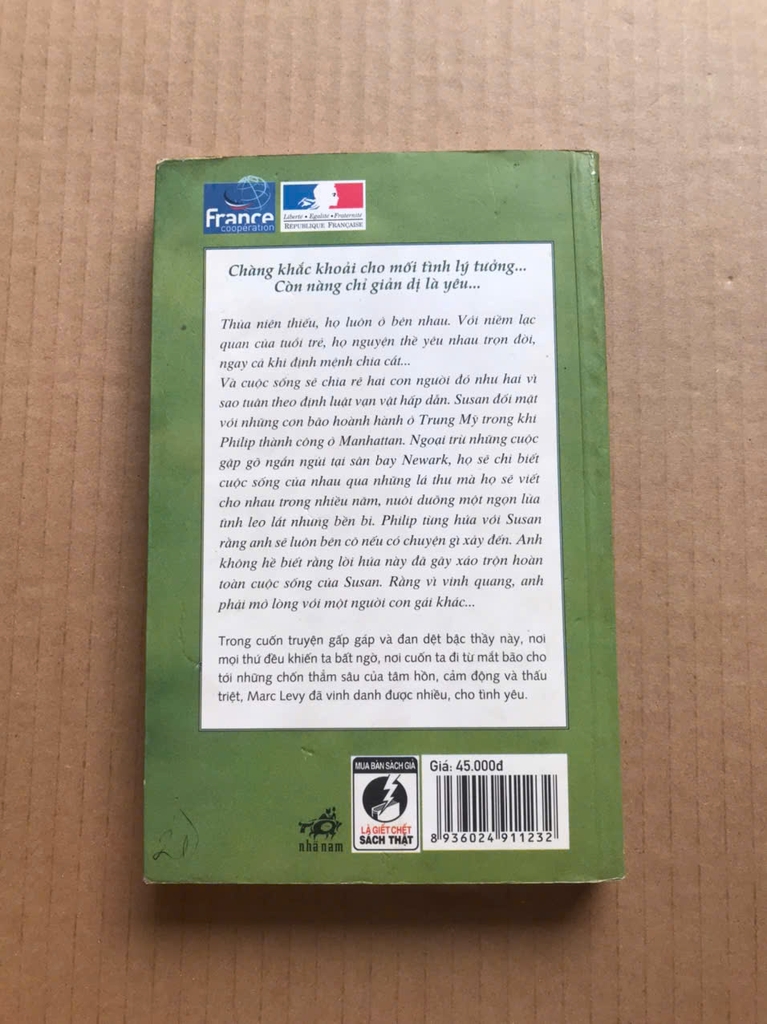 France
coopération
Liberté • Egalité • Fraternité
RÉPUBLIQUE FRANÇAISE
Chàng khắc khoải cho mối tình lý tưởng...
Còn nàng chỉ giản dị là yêu...
Thủa niên thiếu, họ luôn ở bên nhau. Với niềm lạc
quan của tuổi trẻ, họ nguyện thề yêu nhau trọn đời,
ngay cả khi định mệnh chia cắt...
Và cuộc sống sẽ chia rẽ hai con người đó như hai vì
sao tuân theo định luật vạn vật hấp dẫn. Susan đối mặt
với những cơn bão hoành hành ở Trung Mỹ trong khi
Philip thành công ở Manhattan. Ngoại trừ những cuộc
gặp gỡ ngắn ngủi tại sân bay Newark, họ sẽ chỉ biết
cuộc sống của nhau qua những lá thư mà họ sẽ viết
cho nhau trong nhiều năm, nuôi dưỡng một ngọn lửa
tình leo lắt nhưng bền bỉ. Philip từng hứa với Susan
rằng anh sẽ luôn bên cô nếu có chuyện gì xảy đến. Anh
không hề biết rằng lời hứa này đã gây xáo trộn hoàn
toàn cuộc sống của Susan. Rằng vì vinh quang, anh
phải mở lòng với một người con gái khác...
Trong cuốn truyện gấp gáp và đan dệt bậc thầy này, nơi
mọi thứ đều khiến ta bất ngờ, nơi cuốn ta đi từ mắt bão cho
tới những chốn thẳm sâu của tâm hồn, cảm động và thấu
triệt, Marc Levy đã vinh danh được nhiều, cho tình yêu.
nhã nam
MUA BÁN SÁCH GIẢ
LÀ GIẾT CHẾT
SÁCH THẬT
Giá: 45.000đ
8 936024 911232